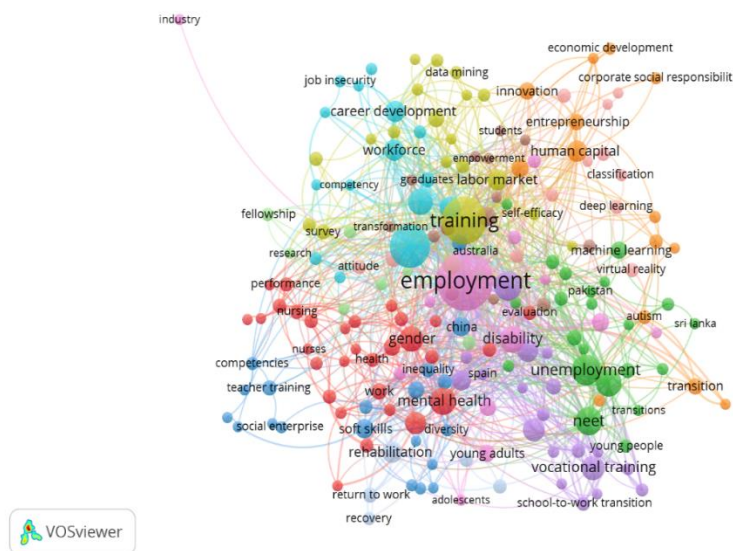 industry
economic development
job insecurity
data mining
corporate social responsibilit
innovation
career development
entrepreneurship
students
workforce
empowerment
human capital
competency
graduates
labor market
classification
fellowship
training
self-efficacy
deep learning
survey
transformation
research
australia
machine learning
attitude
virtual reality
performance
employment
pakistan
nursing
evaluation
autism
china
sri lanka
gender
disability
nurses
health
competencies
inequality
spain
unemployment
teacher training
work
transition
mental health
transitions
social enterprise
soft skills
diversity
neet
rehabilitation
young adults
young people
vocational training
return to work
adolescents
school-to-work transition
recovery
VOSviewer